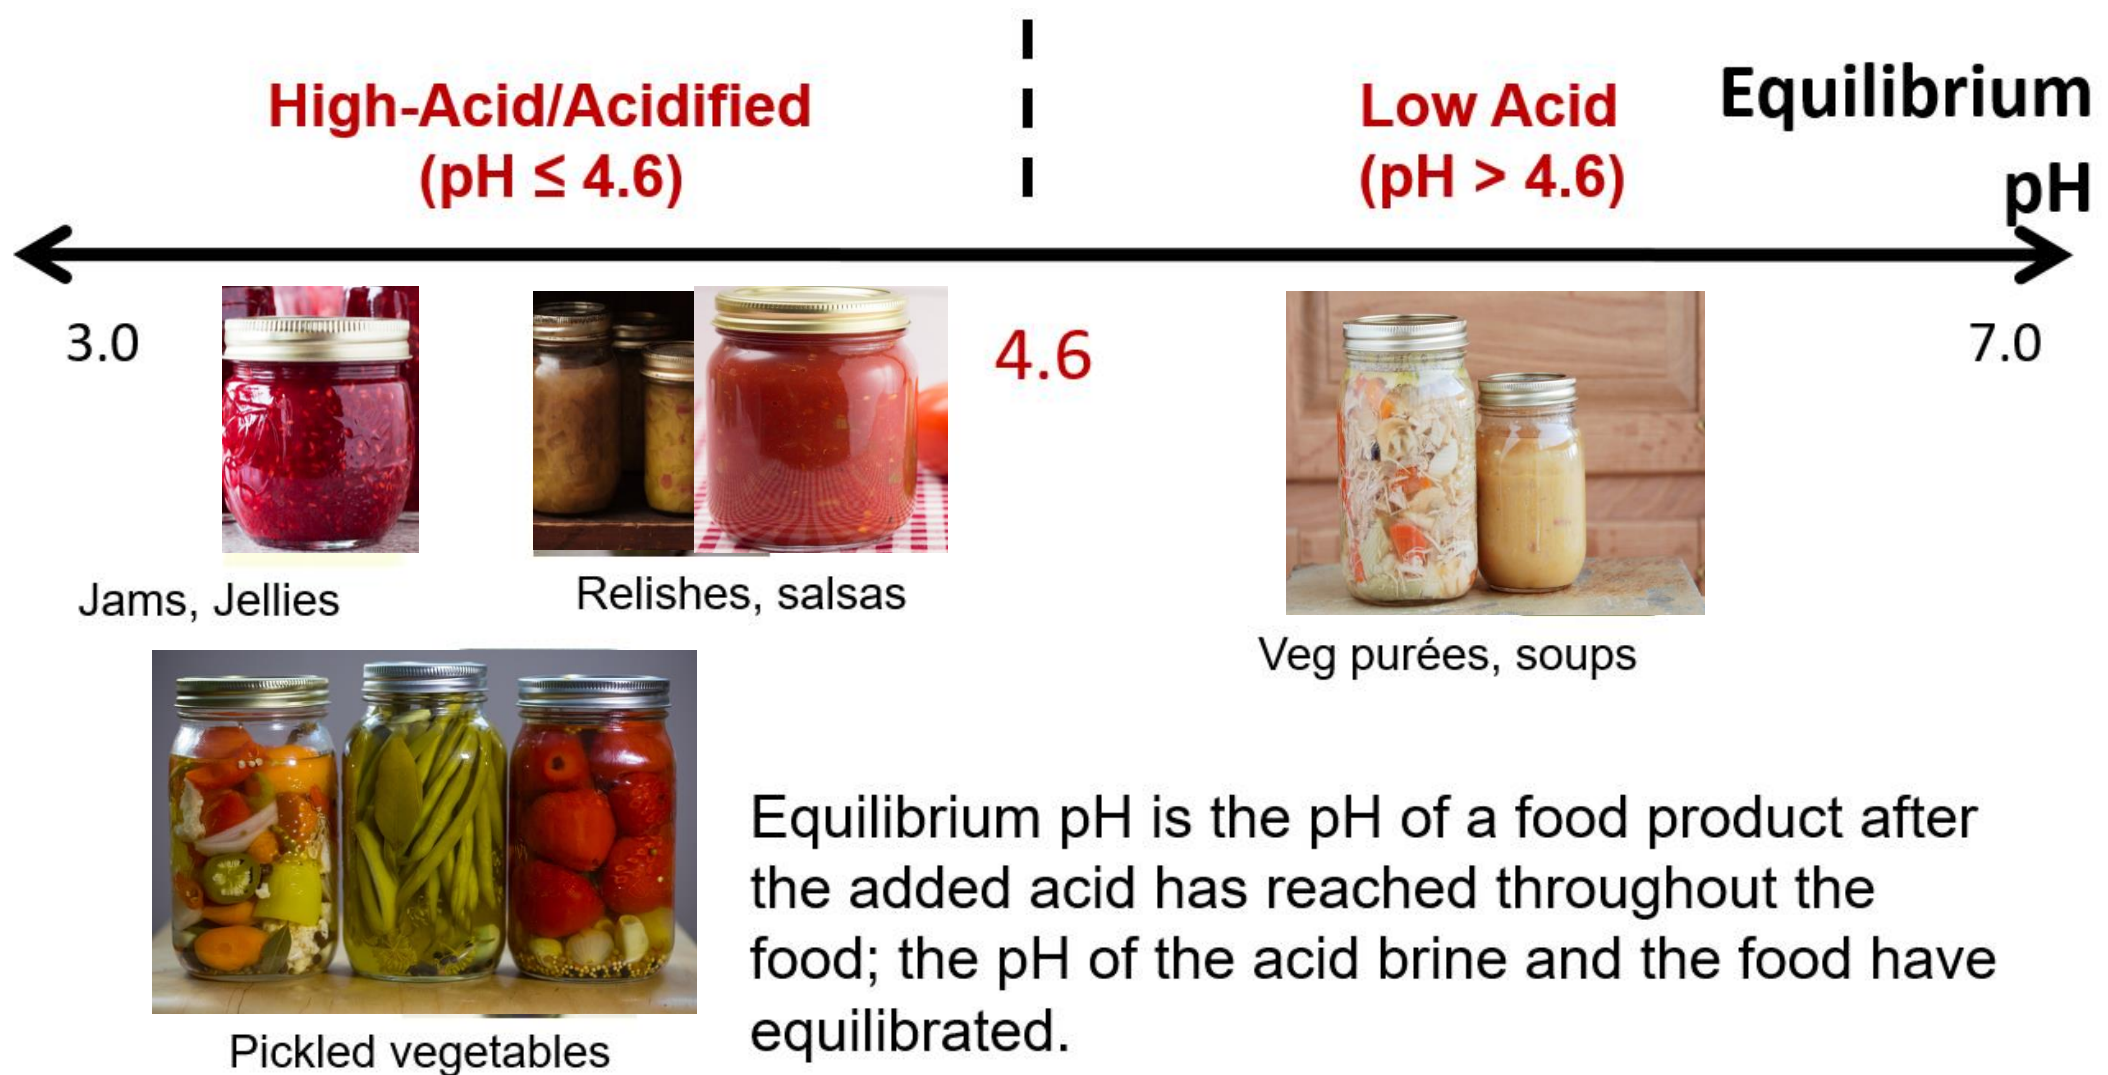 High-Acid/Acidified
(pH ≤ 4.6)
Low Acid
(pH > 4.6)
Equilibrium
pH
3.0
4.6
7.0
Jams, Jellies
Relishes, salsas
Veg purées, soups
Pickled vegetables
Equilibrium pH is the pH of a food product after
the added acid has reached throughout the
food; the pH of the acid brine and the food have
equilibrated.